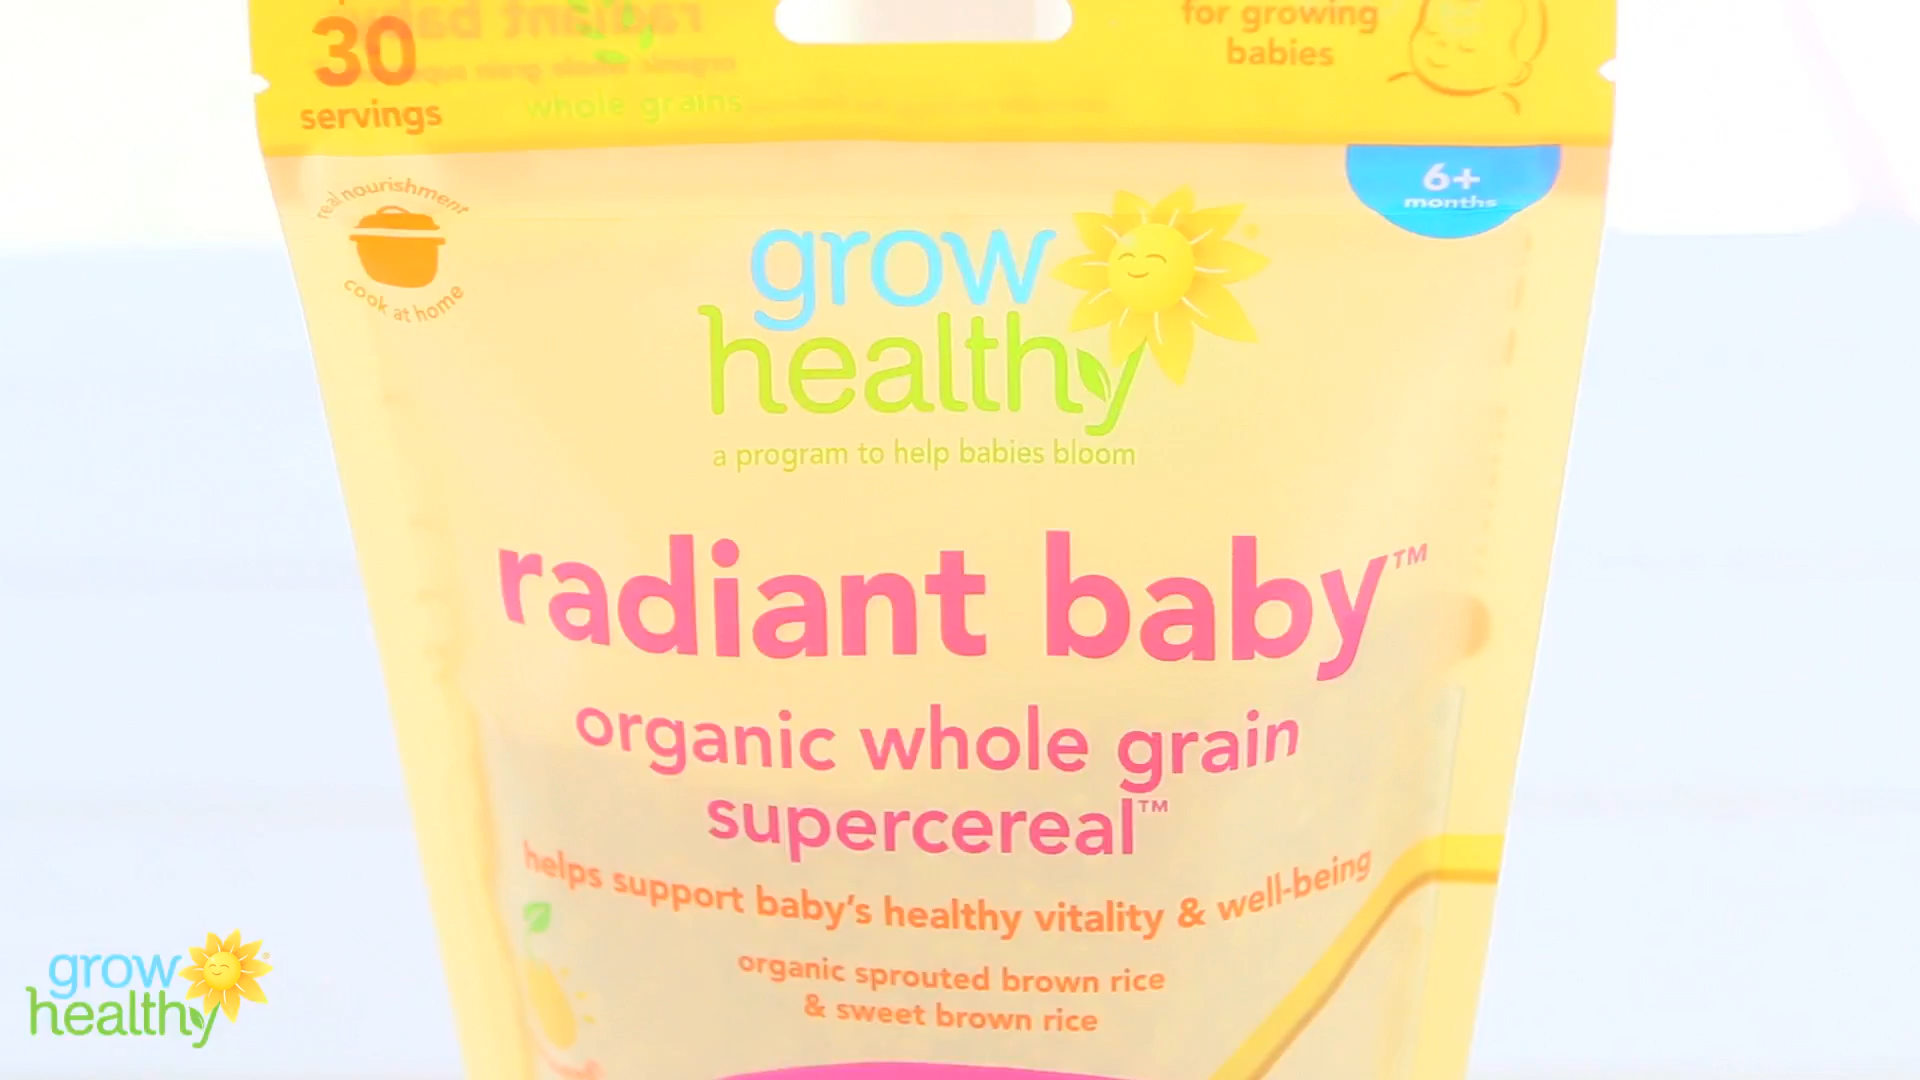 30
servings
whole grains
for growing
babies
6+
months
real nourishment
cook at home
grow
healthy
a program to help babies bloom
radiant baby™
organic whole grain
supercereal™
helps support baby's healthy vitality & well-being
organic sprouted brown rice
& sweet brown rice
grow
healthy